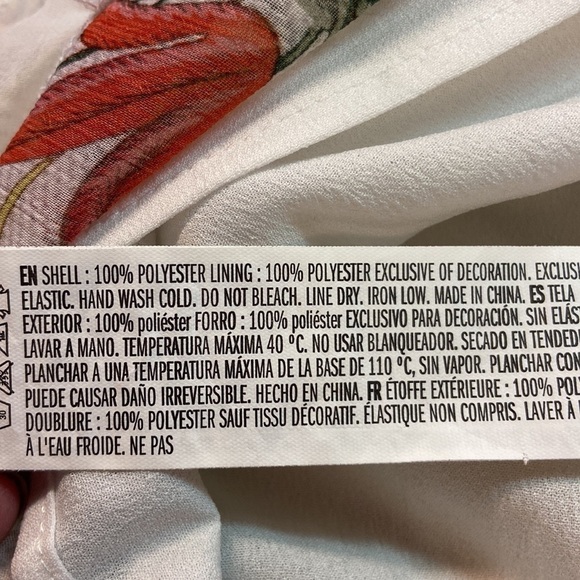 EN SHELL : 100% POLYESTER LINING : 100% POLYESTER EXCLUSIVE OF DECORATION.
ELASTIC. HAND WASH COLD. DO NOT BLEACH. LINE DRY. IRON LOW. MADE IN CHINA. ES TELA
EXTERIOR : 100% poliéster FORRO : 100% poliéster EXCLUSIVO PARA DECORACIÓN. SIN
LAVAR A MANO. TEMPERATURA MÁXIMA 40 ºC. NO USAR BLANQUEADOR. SECADO EN
PLANCHAR A UNA TEMPERATURA MÁXIMA DE LA BASE DE 110 ºC, SIN VAPOR. PLANCHAR
PUEDE CAUSAR DAÑO IRREVERSIBLE. HECHO EN CHINA. FR ÉTOFFE EXTÉRIEURE : 100%
DOUBLURE : 100% POLYESTER SAUF TISSU DÉCORATIF. ÉLASTIQUE NON COMPRIS. LAVER À
À L'EAU FROIDE. NE PAS